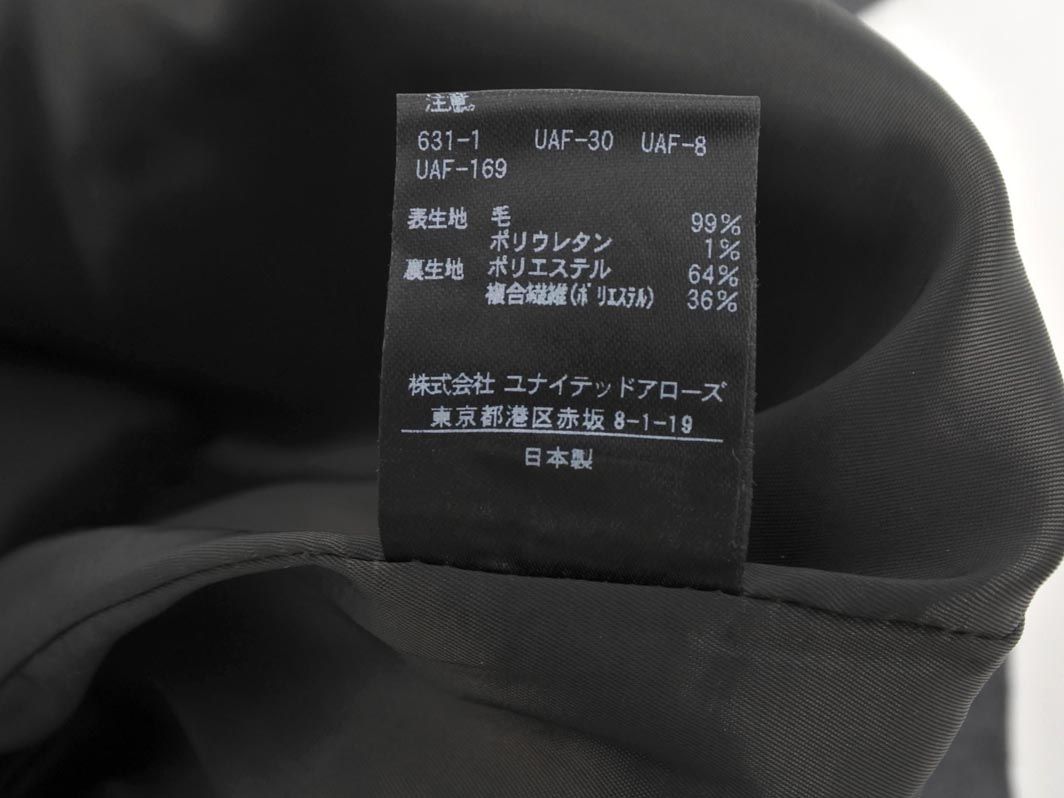 注意。
631-1 UAF-30 UAF-8
UAF-169
表生地 毛 99%
ポリウレタン 1%
裏生地 ポリエステル 64%
複合繊維(ポリエステル) 36%
株式会社 ユナイテッドアローズ
東京都港区赤坂 8-1-19
日本製